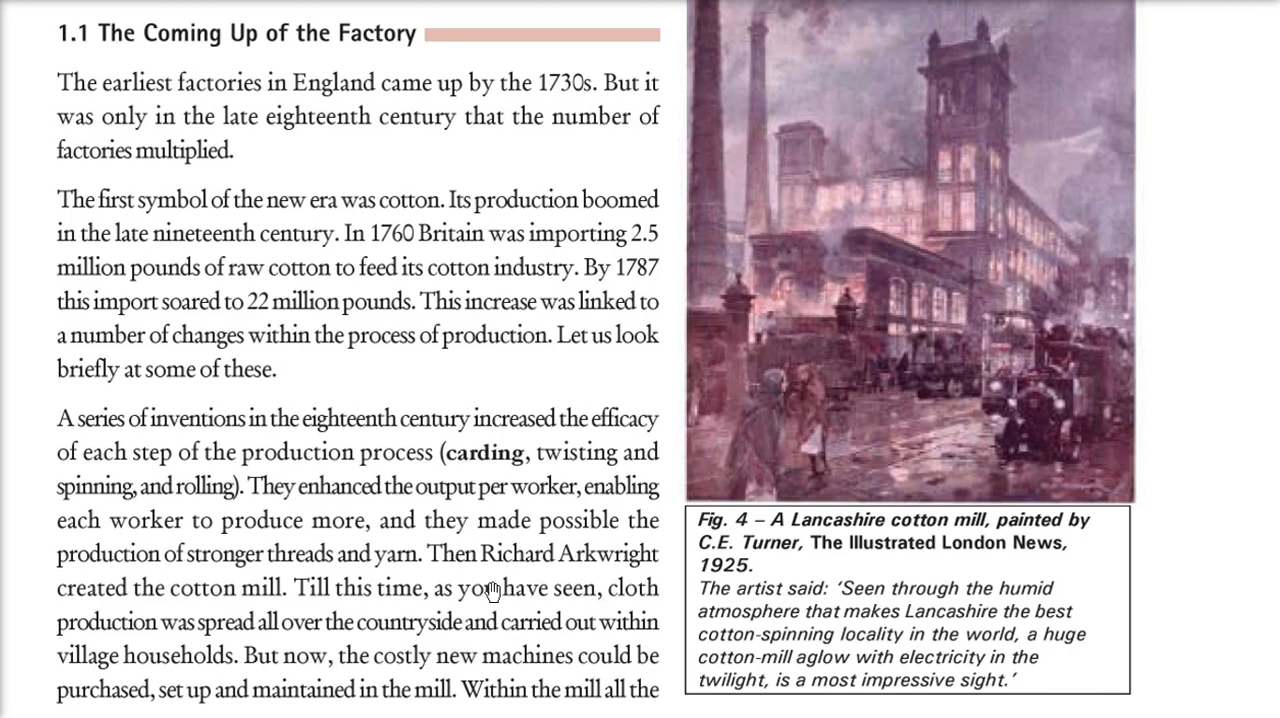 1.1 The Coming Up of the Factory
The earliest factories in England came up by the 1730s. But it
was only in the late eighteenth century that the number of
factories multiplied.
The first symbol of the new era was cotton. Its production boomed
in the late nineteenth century. In 1760 Britain was importing 2.5
million pounds of raw cotton to feed its cotton industry. By 1787
this import soared to 22 million pounds. This increase was linked to
a number of changes within the process of production. Let us look
briefly at some of these.
A series of inventions in the eighteenth century increased the efficacy
of each step of the production process (carding, twisting and
spinning, and rolling). They enhanced the output per worker, enabling
each worker to produce more, and they made possible the
production of stronger threads and yarn. Then Richard Arkwright
created the cotton mill. Till this time, as you have seen, cloth
production was spread all over the countryside and carried out within
village households. But now, the costly new machines could be
purchased, set up and maintained in the mill. Within the mill all the
Fig. 4 – A Lancashire cotton mill, painted by
C.E. Turner, The Illustrated London News,
1925.
The artist said: ‘Seen through the humid
atmosphere that makes Lancashire the best
cotton-spinning locality in the world, a huge
cotton-mill aglow with electricity in the
twilight, is a most impressive sight.’